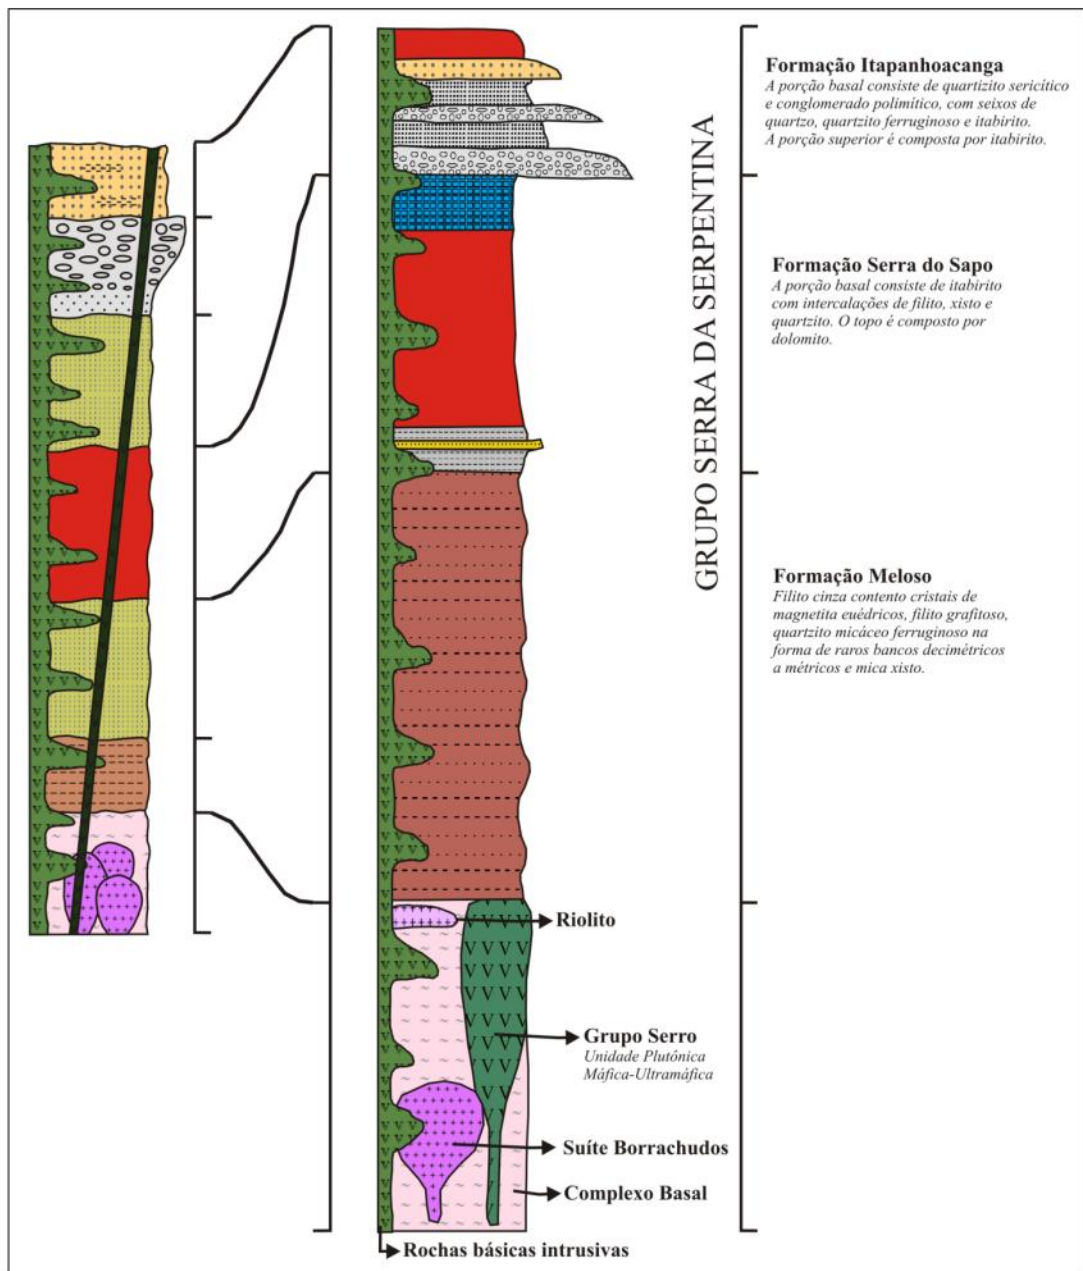 Formação Itapanhoacanga
A porção basal consiste de quartizito sericítico
e conglomerado polimítico, com seixos de
quartzo, quartzito ferruginoso e itabirito.
A porção superior é composta por itabirito.
GRUPO SERRA DA SERPENTINA
Formação Serra do Sapo
A porção basal consiste de itabirito
com intercalações de filito, xisto e
quartzito. O topo é composto por
dolomito.
Formação Meloso
Filito cinza contento cristais de
magnetita euédricos, filito grafitoso,
quartzito micáceo ferruginoso na
forma de raros bancos decimétricos
a métricos e mica xisto.
Riolito
Grupo Serro
Unidade Plutônica
Máfica-Ultramáfica
Suíte Borrachudos
Complexo Basal
Rochas básicas intrusivas